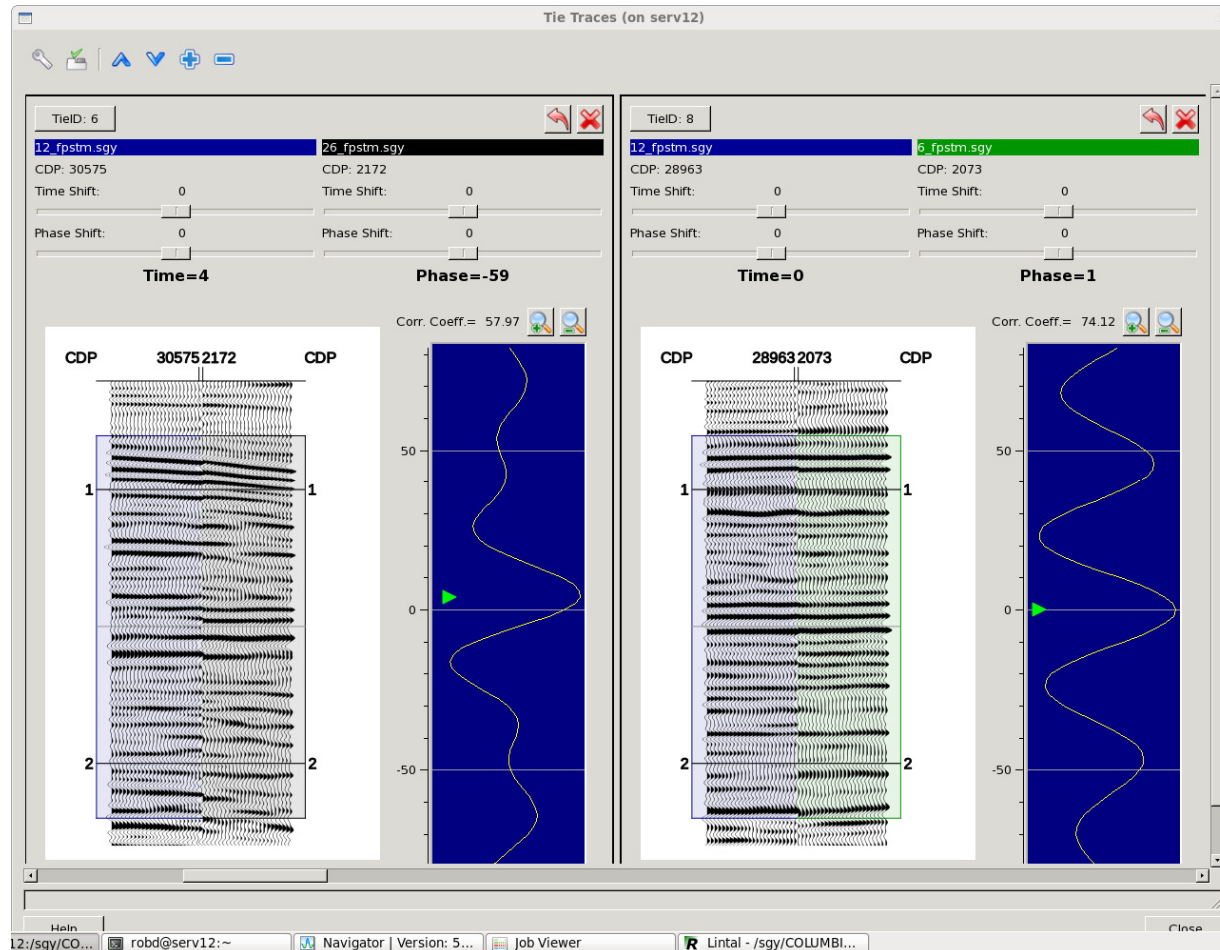 Tie Traces (on serv12)
TieID: 6
12_fpstm.sgy 26_fpstm.sgy
CDP: 30575 CDP: 2172
Time Shift: 0 Time Shift: 0
Phase Shift: 0 Phase Shift: 0
Time=4 Phase=-59
Corr. Coeff.= 57.97
CDP 30575 2172 CDP
1 1
2 2
50
0
-50
TieID: 8
12_fpstm.sgy 6_fpstm.sgy
CDP: 28963 CDP: 2073
Time Shift: 0 Time Shift: 0
Phase Shift: 0 Phase Shift: 0
Time=0 Phase=1
Corr. Coeff.= 74.12
CDP 28963 2073 CDP
1 1
2 2
50
0
-50
Help Close
12:/sgy/CO... robd@serv12:~ Navigator | Version: 5... Job Viewer R Lintal - /sgy/COLUMBI...